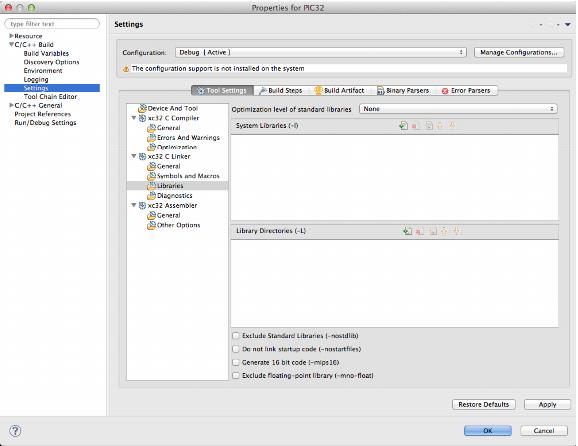 Properties for PIC32
type filter text
Resource
C/C++ Build
Build Variables
Discovery Options
Environment
Logging
Settings
Tool Chain Editor
C/C++ General
Project References
Run/Debug Settings
Settings
Configuration:
Debug [ Active ]
Manage Configurations...
The configuration support is not installed on the system
Tool Settings
Build Steps
Build Artifact
Binary Parsers
Error Parsers
Device And Tool
xc32 C Compiler
General
Errors And Warnings
Optimization
xc32 C Linker
General
Symbols and Macros
Libraries
Diagnostics
xc32 Assembler
General
Other Options
Optimization level of standard libraries
None
System Libraries (-l)
Library Directories (-L)
Exclude Standard Libraries (-nostdlib)
Do not link startup code (-nostartfiles)
Generate 16 bit code (-mips16)
Exclude floating-point library (-mno-float)
Restore Defaults
Apply
?
OK
Cancel